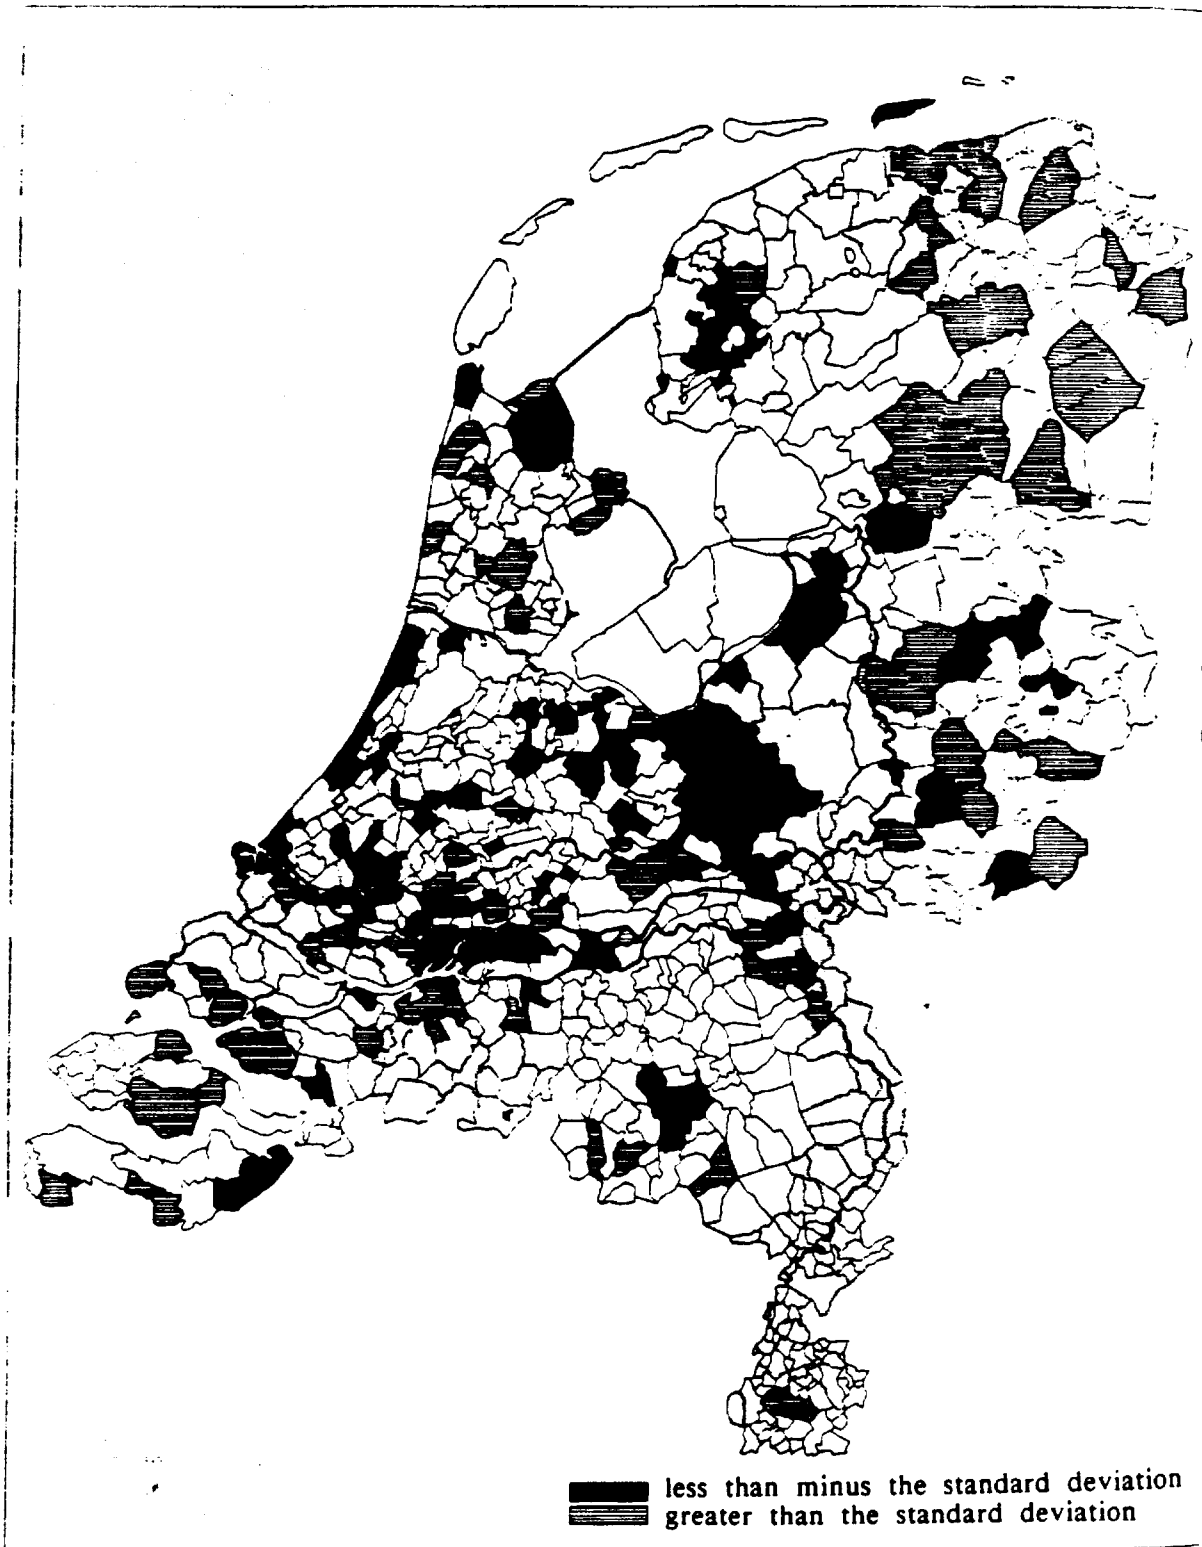 less than minus the standard deviation
greater than the standard deviation